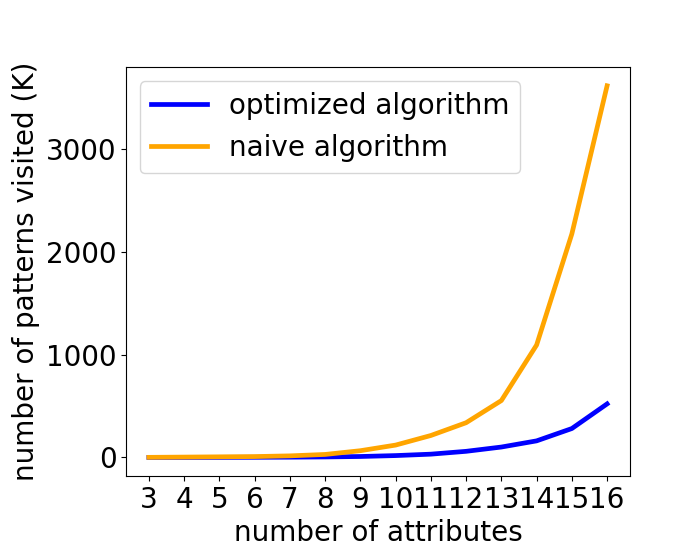 number of patterns visited (K)
optimized algorithm
naive algorithm
3000
2000
1000
0
3 4 5 6 7 8 9 10 11 12 13 14 15 16
number of attributes